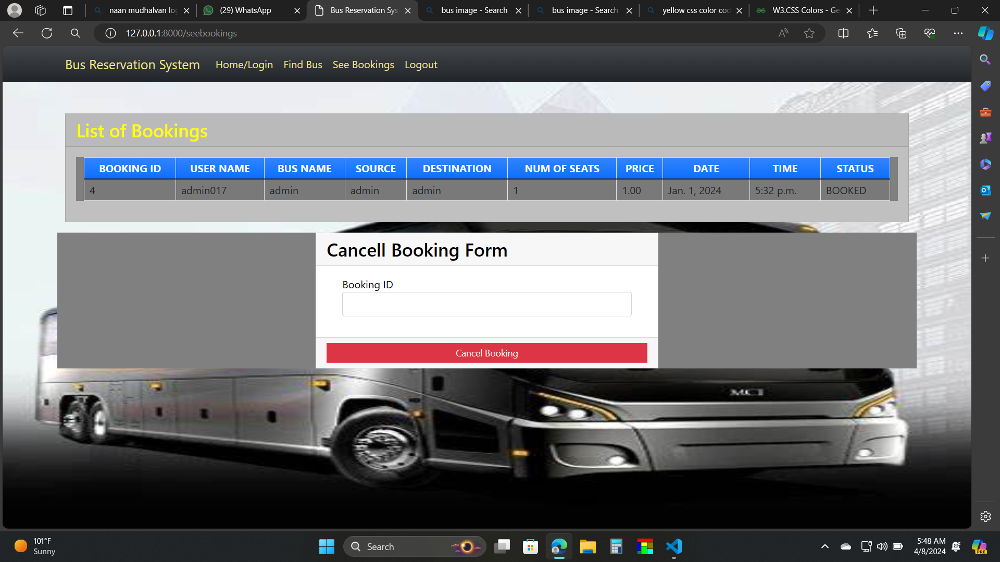 naan mudhalvan lo
(29) WhatsApp
Bus Reservation Sys
bus image - Search
bus image - Search
yellow css color cod
W3.CSS Colors - Ge
127.0.0.1:8000/seebookings
Bus Reservation System
Home/Login
Find Bus
See Bookings
Logout
List of Bookings
BOOKING ID USER NAME BUS NAME SOURCE DESTINATION NUM OF SEATS PRICE DATE TIME STATUS
4 admin017 admin admin admin 1 1.00 Jan. 1, 2024 5:32 p.m. BOOKED
Cancell Booking Form
Booking ID
Cancel Booking
MCI
101°F
Sunny
Search
5:48 AM
4/8/2024
PRE